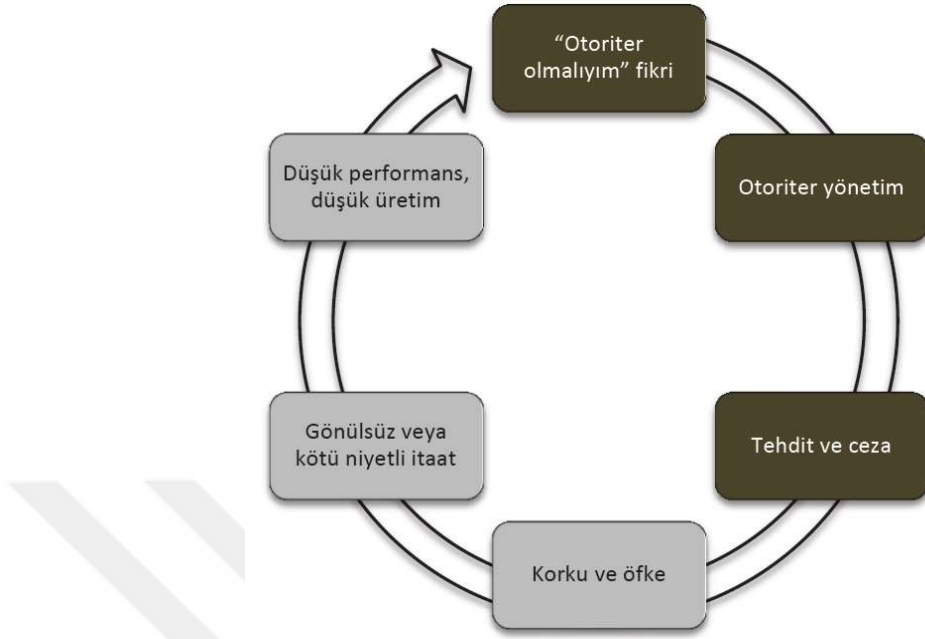 “Otoriter
olmalıyım” fikri
Otoriter yönetim
Tehdit ve ceza
Korku ve öfke
Gönülsüz veya
kötü niyetli itaat
Düşük performans,
düşük üretim